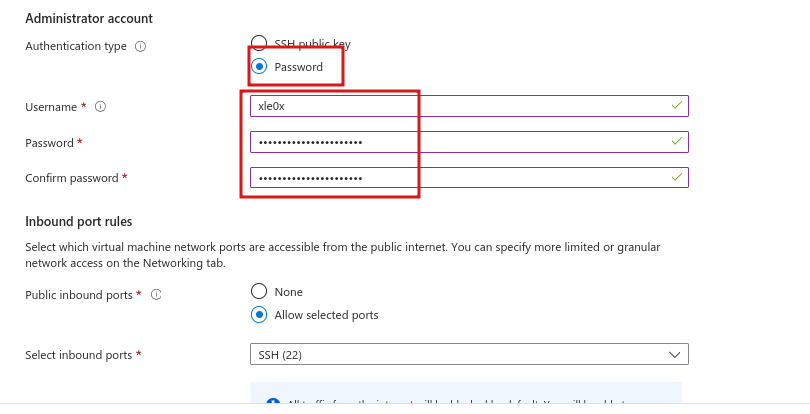 Administrator account
Authentication type
SSH public key
Password
Username *
xle0x
Password *
•••••••••••••••••••••••
Confirm password *
•••••••••••••••••••••••
Inbound port rules
Select which virtual machine network ports are accessible from the public internet. You can specify more limited or granular
network access on the Networking tab.
Public inbound ports *
None
Allow selected ports
Select inbound ports *
SSH (22)